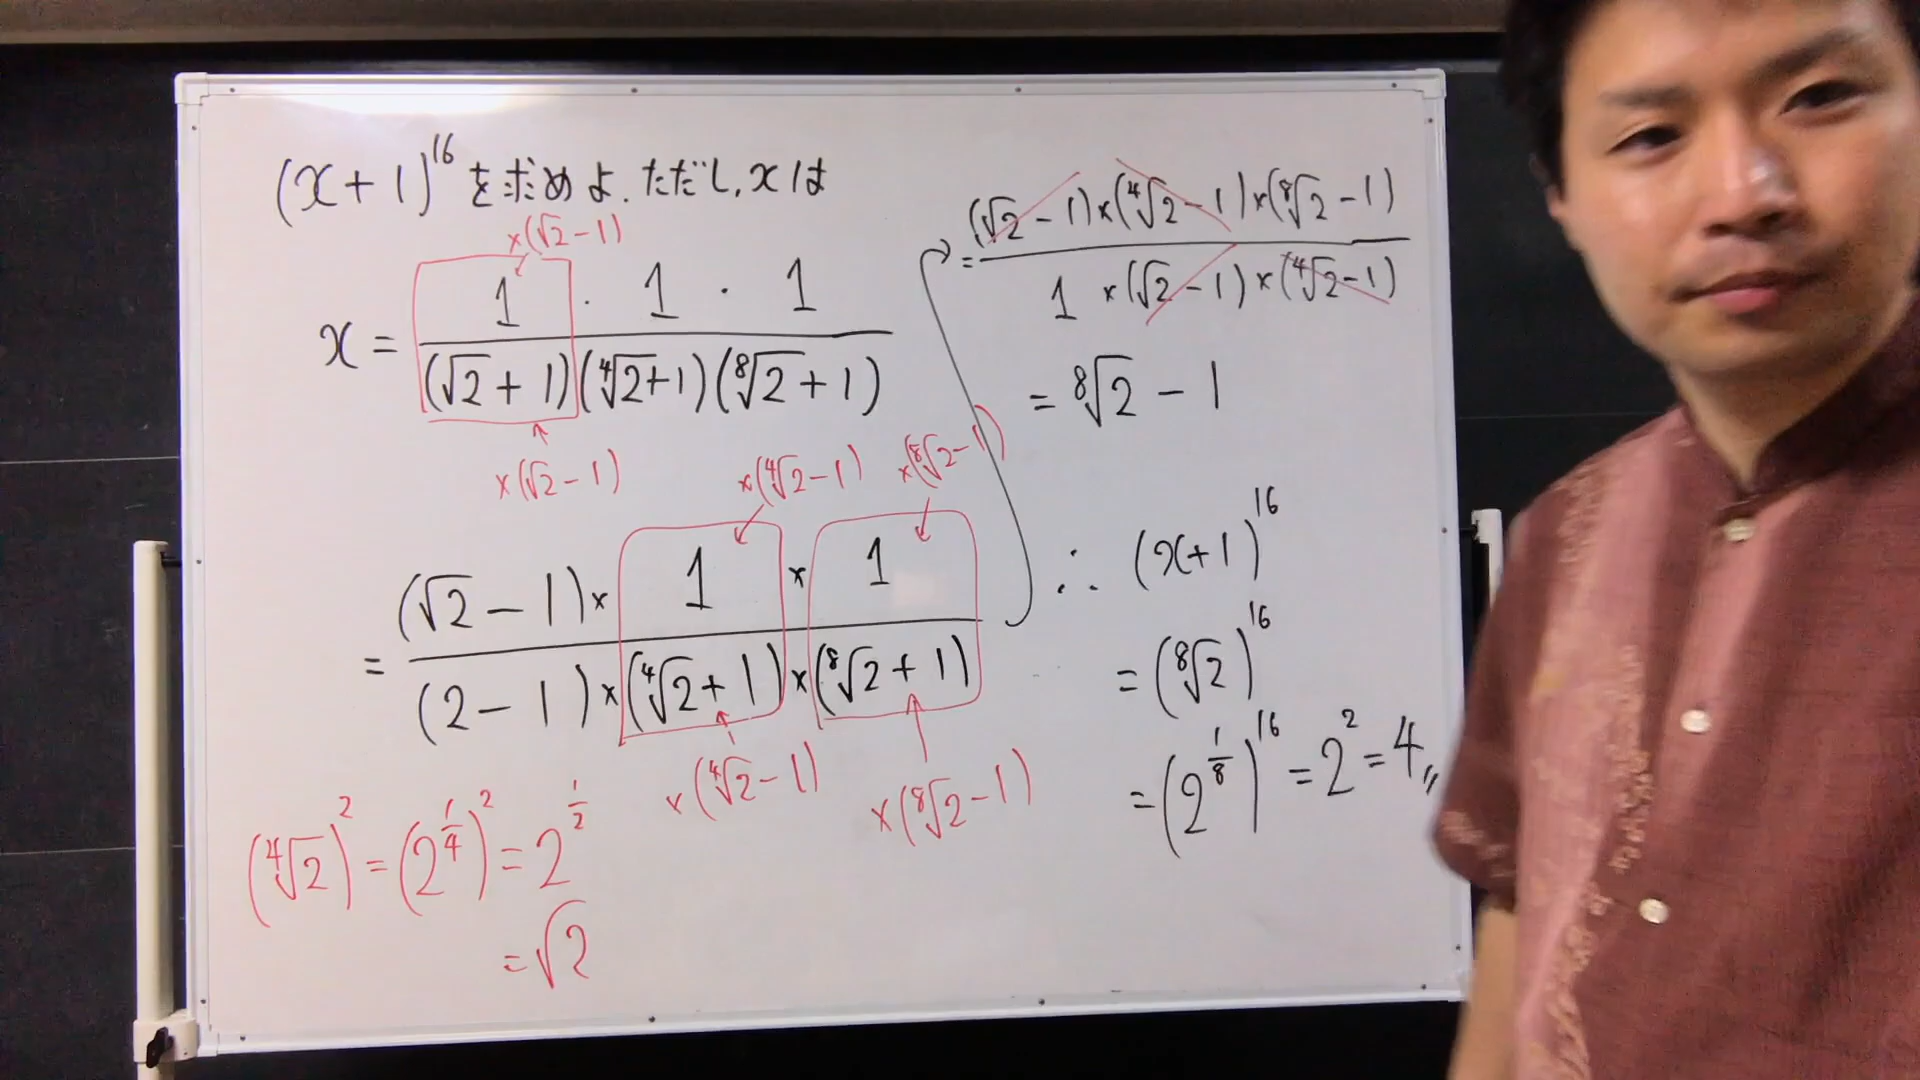 (x+1)^16 を求めよ. ただし, xは
×(√2-1)
x = 1 · 1 · 1 / (√2+1)(∜2+1)(⁸√2+1)
×(√2-1)
×(∜2-1)
×(⁸√2-1)
= (√2-1)× 1 × 1 / (2-1)×(∜2+1)×(⁸√2+1)
×(∜2-1)
×(⁸√2-1)
(∜2)^2 = (2^(1/4))^2 = 2^(1/2)
= √2
= (√2-1)×(∜2-1)×(⁸√2-1) / 1 ×(√2-1)×(∜2-1)
= ⁸√2 - 1
∴ (x+1)^16
= (⁸√2)^16
= (2^(1/8))^16 = 2^2 = 4〃